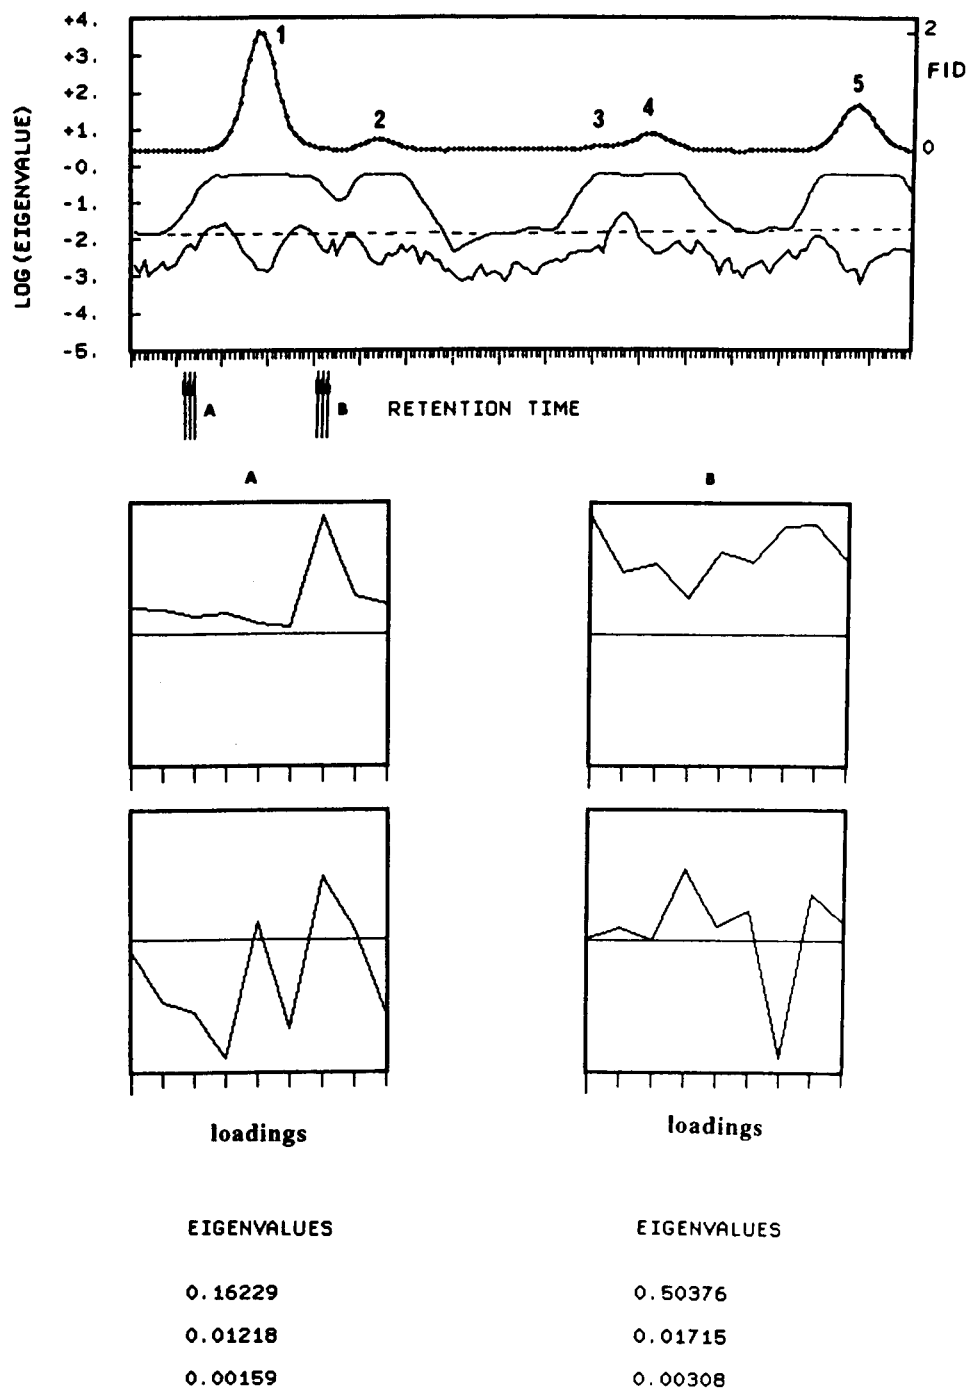 +4.
+3.
+2.
+1.
-0.
-1.
-2.
-3.
-4.
-5.
LOG(EIGENVALUE)
1
2
3
4
5
2
FID
0
A
B
RETENTION TIME
A
B
loadings
loadings
EIGENVALUES
0.16229
0.01218
0.00159
EIGENVALUES
0.50376
0.01715
0.00308